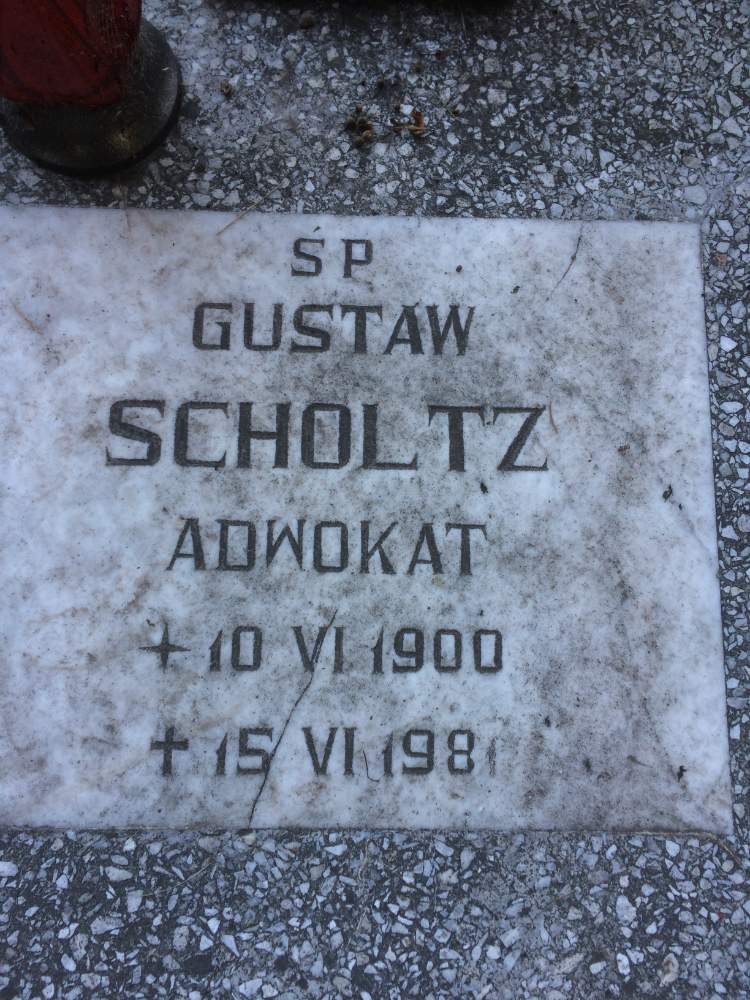 SP
GUSTAW
SCHOLTZ
ADWOKAT
+ 10 VI 1900
+ 15 VI 1981